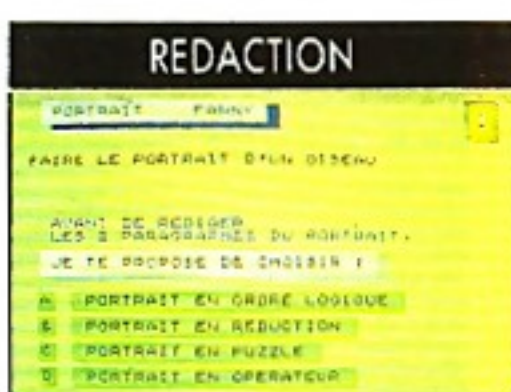 REDACTION
PORTRAIT FANNY
FAIRE LE PORTRAIT D'UN OISEAU
AVANT DE REDIGER
LES PARAGRAPHES DU PORTRAIT.
JE TE PROPOSE DE CHOISIR :
A PORTRAIT EN ORDRE LOGIQUE
B PORTRAIT EN REDUCTION
C PORTRAIT EN PUZZLE
D PORTRAIT EN OPERATEUR